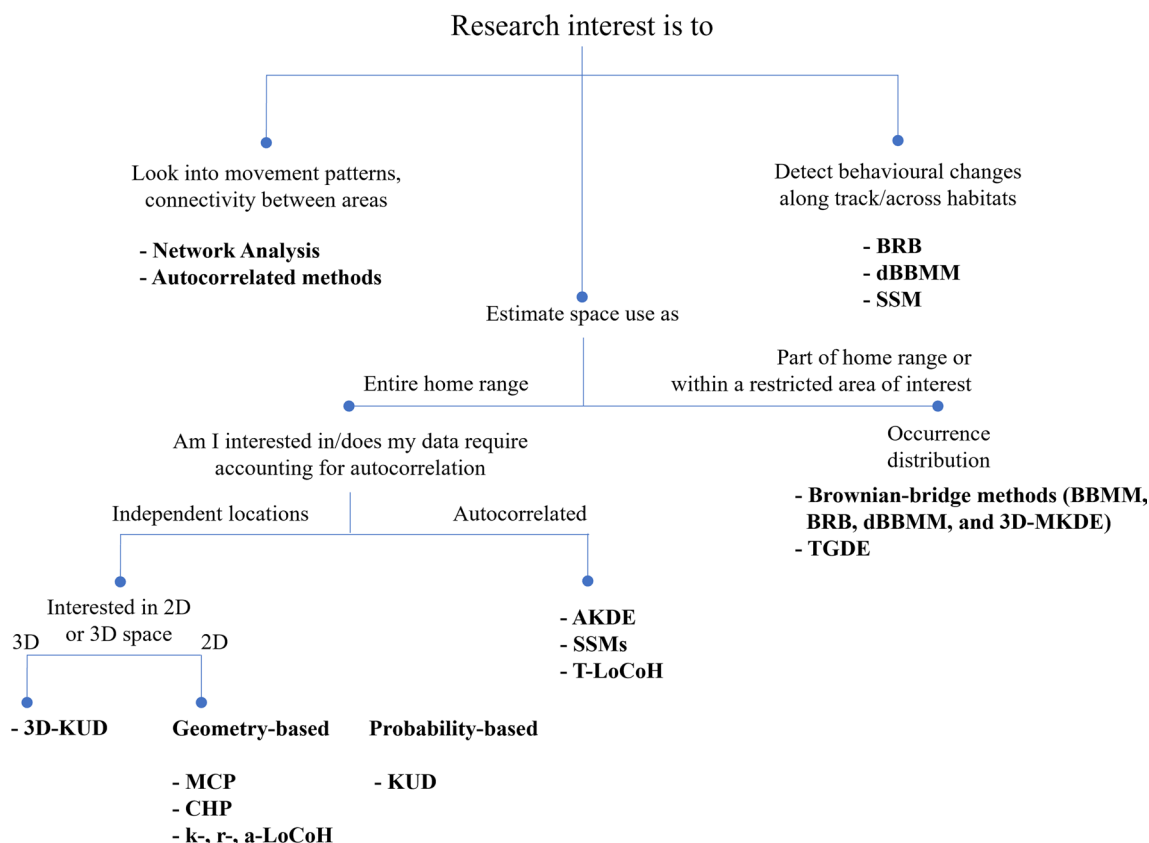 Research interest is to
Look into movement patterns,
connectivity between areas
- Network Analysis
- Autocorrelated methods
Detect behavioural changes
along track/across habitats
- BRB
- dBBMM
- SSM
Estimate space use as
Entire home range
Part of home range or
within a restricted area of interest
Am I interested in/does my data require
accounting for autocorrelation
Occurrence
distribution
- Brownian-bridge methods (BBMM,
BRB, dBBMM, and 3D-MKDE)
- TGDE
Independent locations
Autocorrelated
Interested in 2D
or 3D space
3D
2D
- AKDE
- SSMs
- T-LoCoH
- 3D-KUD
Geometry-based
- MCP
- CHP
- k-, r-, a-LoCoH
Probability-based
- KUD